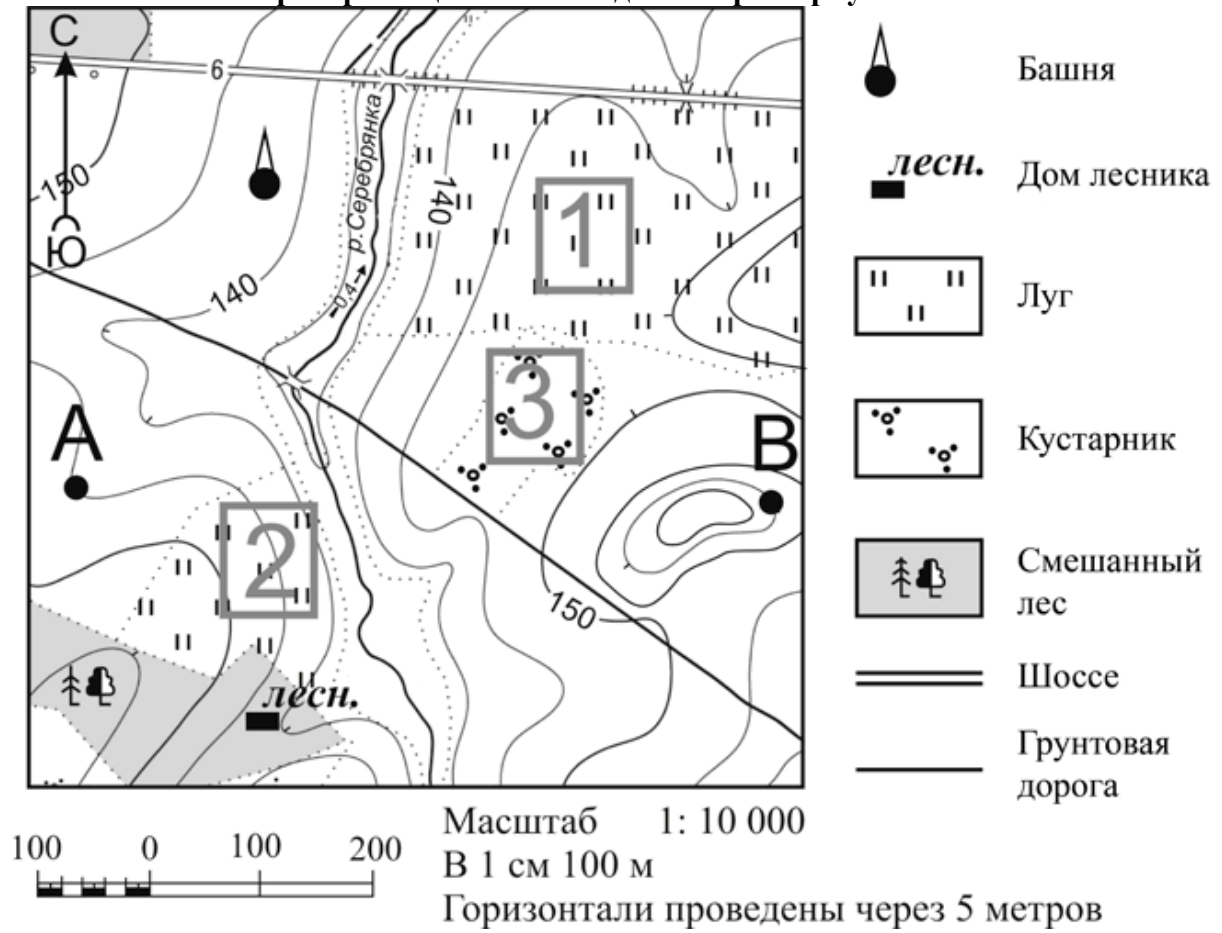 С
6
Башня
лесн.
Дом лесника
150
р. Серебрянка
140
1
Ю
0,4
Луг
140
3
А
В
Кустарник
2
Смешанный
лес
150
лесн.
Шоссе
Грунтовая
дорога
Масштаб 1: 10 000
100 0 100 200
В 1 см 100 м
Горизонтали проведены через 5 метров